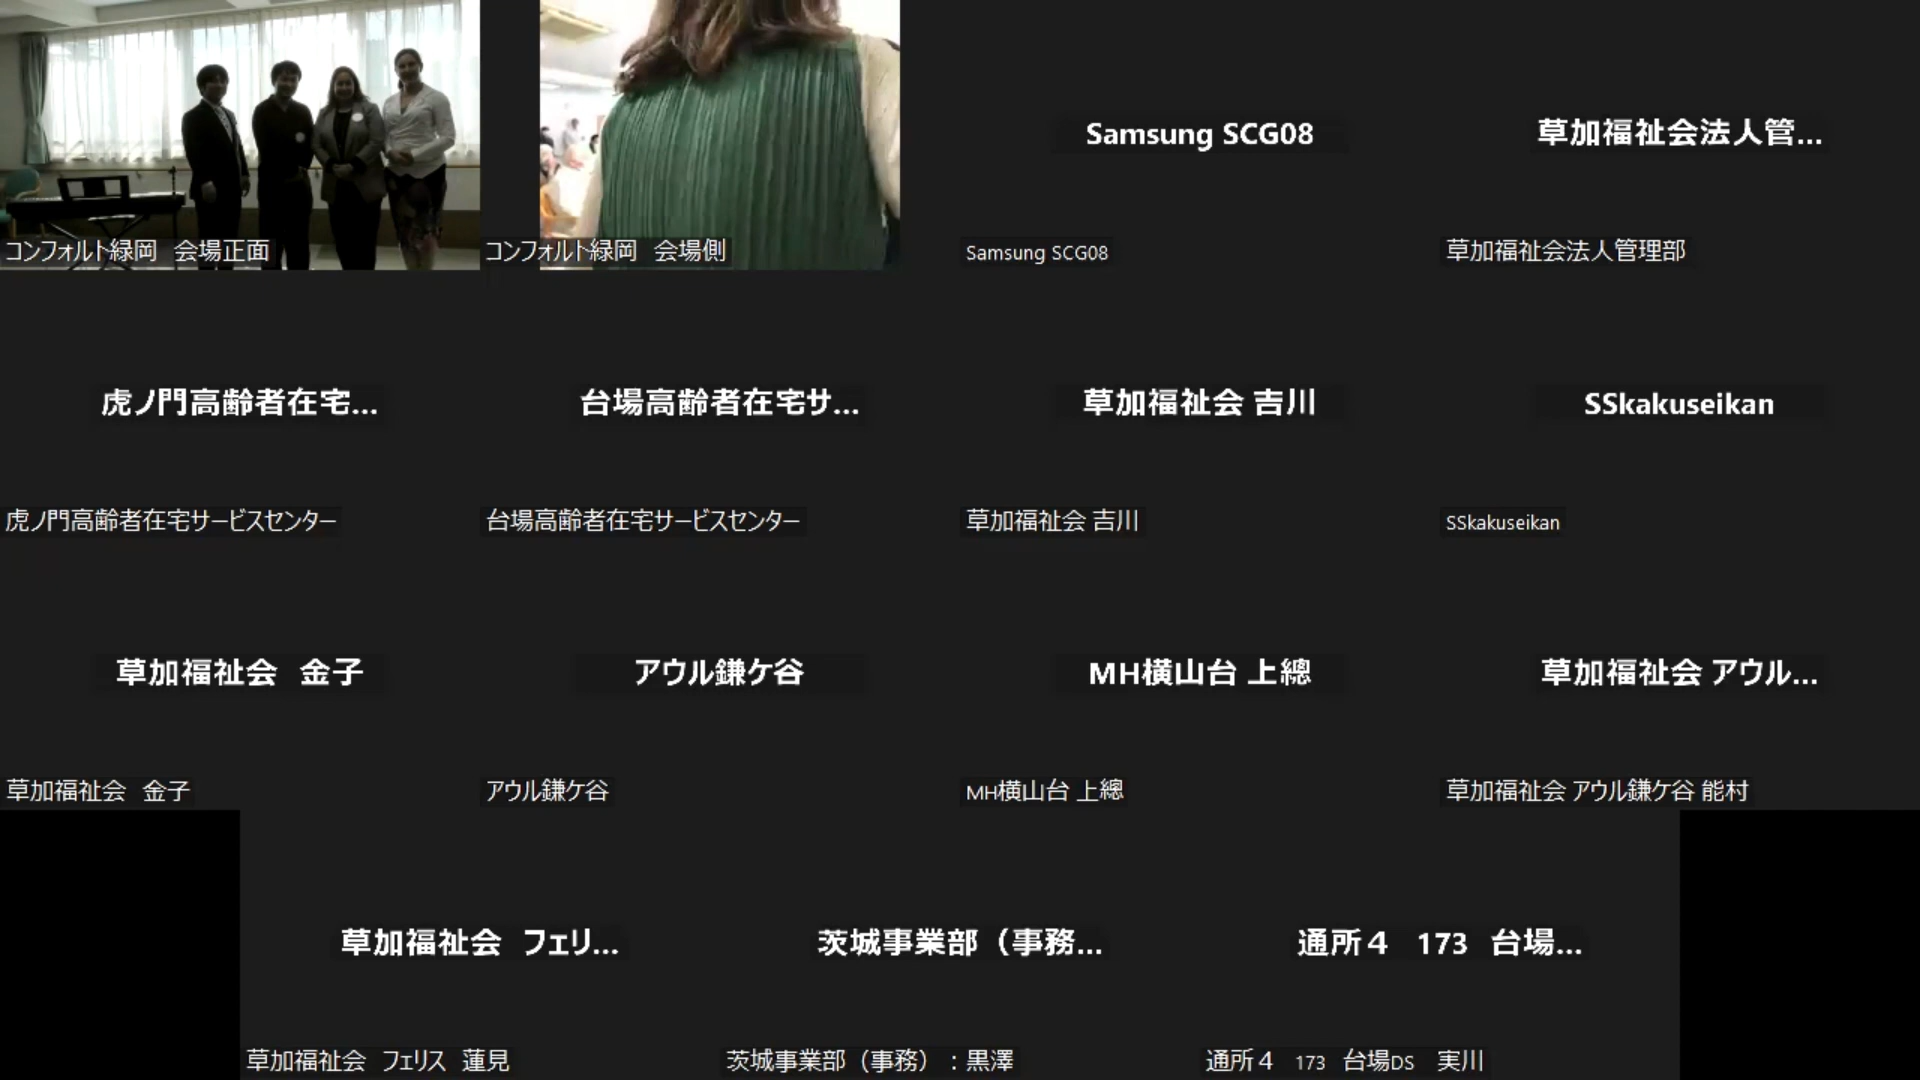 コンフォルト緑岡　会場正面
コンフォルト緑岡　会場側
Samsung SCG08
Samsung SCG08
草加福祉会法人管...
草加福祉会法人管理部
虎ノ門高齢者在宅...
虎ノ門高齢者在宅サービスセンター
台場高齢者在宅サ...
台場高齢者在宅サービスセンター
草加福祉会 吉川
草加福祉会 吉川
SSkakuseikan
SSkakuseikan
草加福祉会　金子
草加福祉会　金子
アウル鎌ケ谷
アウル鎌ケ谷
MH横山台 上總
MH横山台 上總
草加福祉会 アウル...
草加福祉会 アウル鎌ケ谷 能村
草加福祉会　フェリ...
草加福祉会　フェリス　蓮見
茨城事業部（事務...
茨城事業部（事務）：黒澤
通所４　173　台場...
通所４　173　台場DS　実川